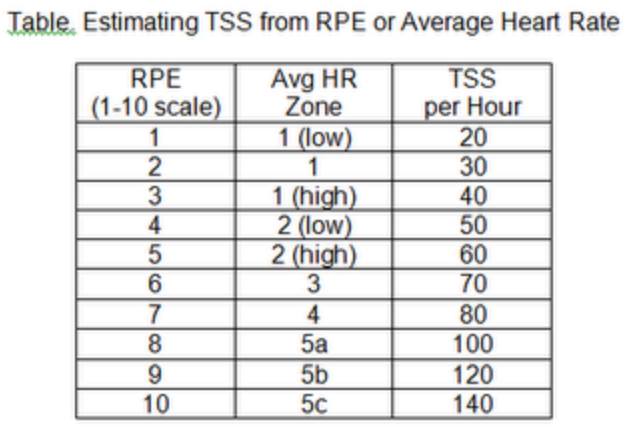 Table. Estimating TSS from RPE or Average Heart Rate
RPE (1-10 scale) Avg HR Zone TSS per Hour
1 1 (low) 20
2 1 30
3 1 (high) 40
4 2 (low) 50
5 2 (high) 60
6 3 70
7 4 80
8 5a 100
9 5b 120
10 5c 140